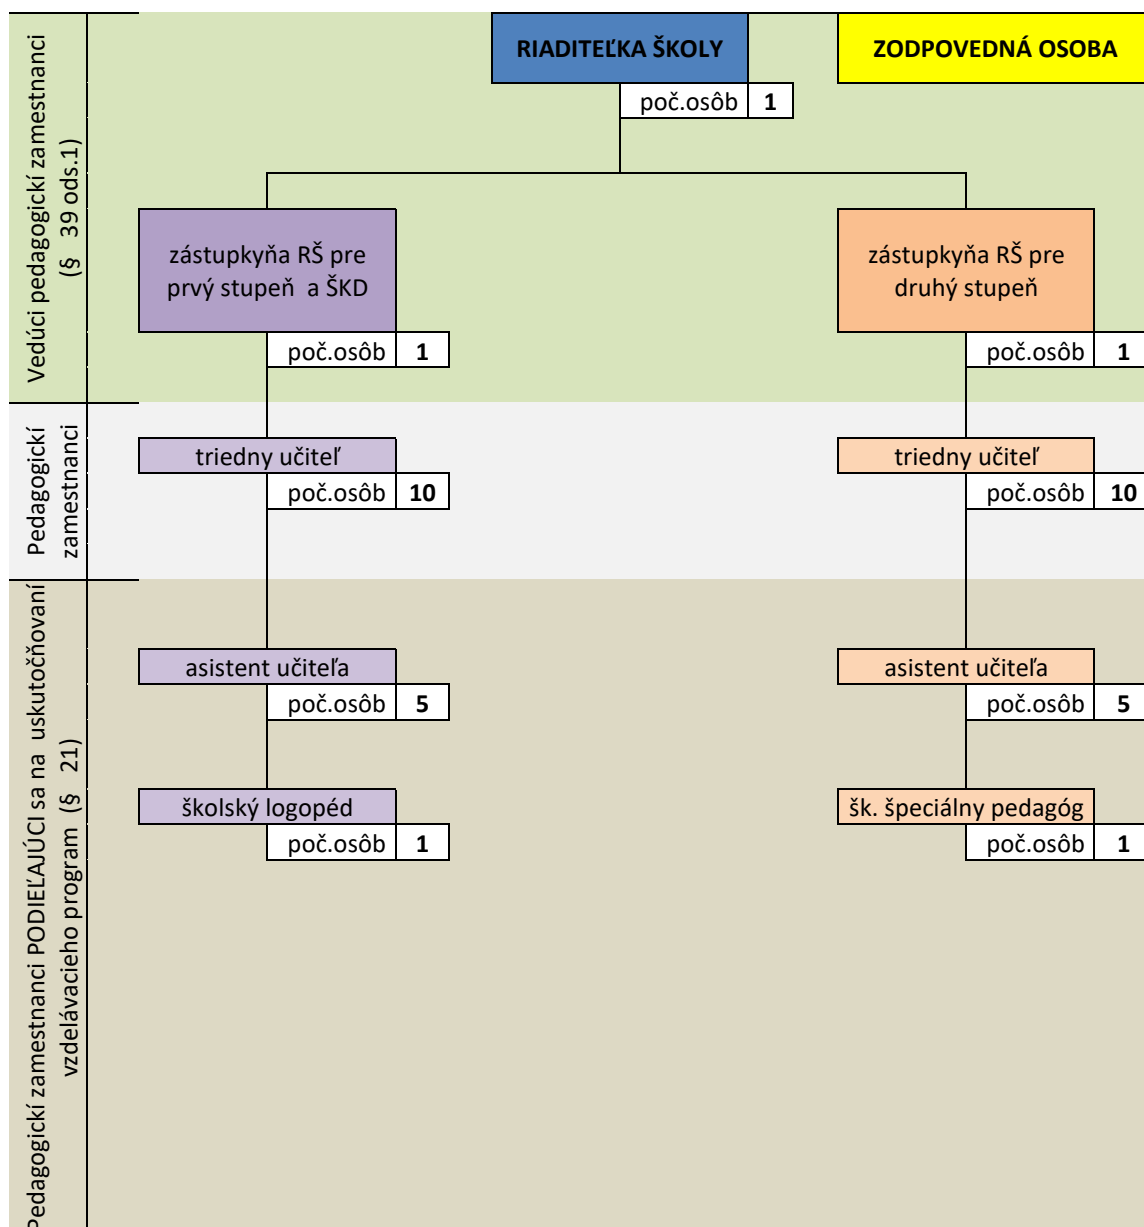 RIADITEĽKA ŠKOLY
ZODPOVEDNÁ OSOBA
poč.osôb 1
Vedúci pedagogickí zamestnanci
(§ 39 ods.1)
zástupkyňa RŠ pre
prvý stupeň a ŠKD
poč.osôb 1
zástupkyňa RŠ pre
druhý stupeň
poč.osôb 1
Pedagogickí
zamestnanci
triedny učiteľ
poč.osôb 10
triedny učiteľ
poč.osôb 10
Pedagogickí zamestnanci PODIEĽAJÚCI sa na uskutočňovaní
vzdelávacieho program (§ 21)
asistent učiteľa
poč.osôb 5
asistent učiteľa
poč.osôb 5
školský logopéd
poč.osôb 1
šk. špeciálny pedagóg
poč.osôb 1